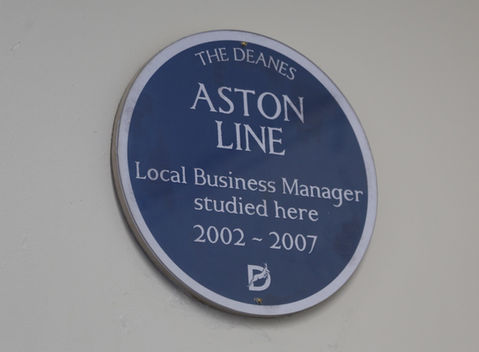 THE DEANES
ASTON
LINE
Local Business Manager
studied here
2002 ~ 2007
D